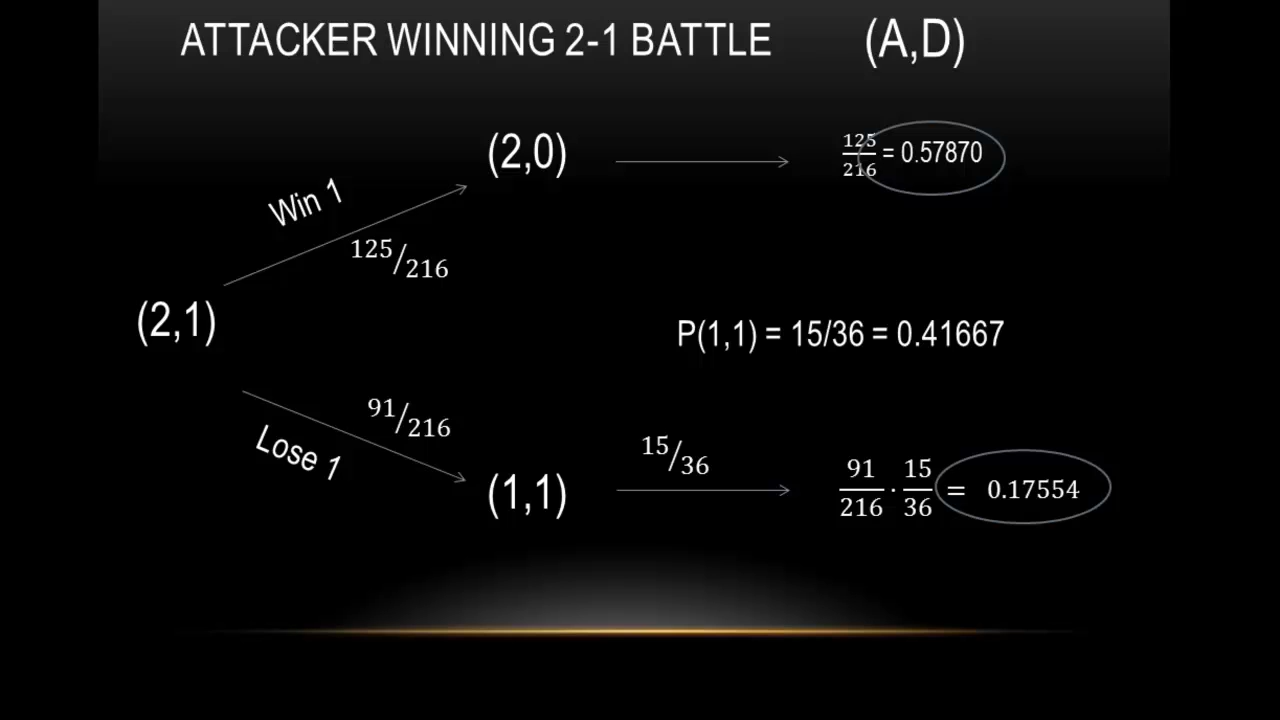 ATTACKER WINNING 2-1 BATTLE (A,D)
(2,0)
125/216 = 0.57870
Win 1
125/216
(2,1)
P(1,1) = 15/36 = 0.41667
91/216
Lose 1
(1,1)
15/36
91/216 · 15/36 = 0.17554